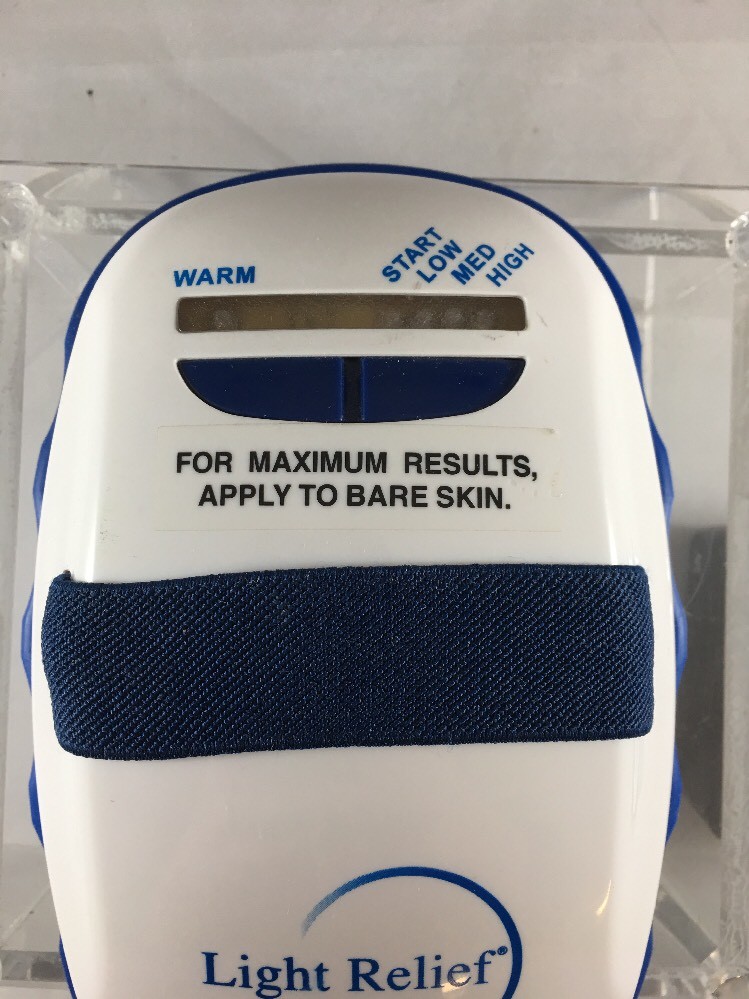 WARM
START
LOW
MED
HIGH
FOR MAXIMUM RESULTS,
APPLY TO BARE SKIN.
Light Relief®